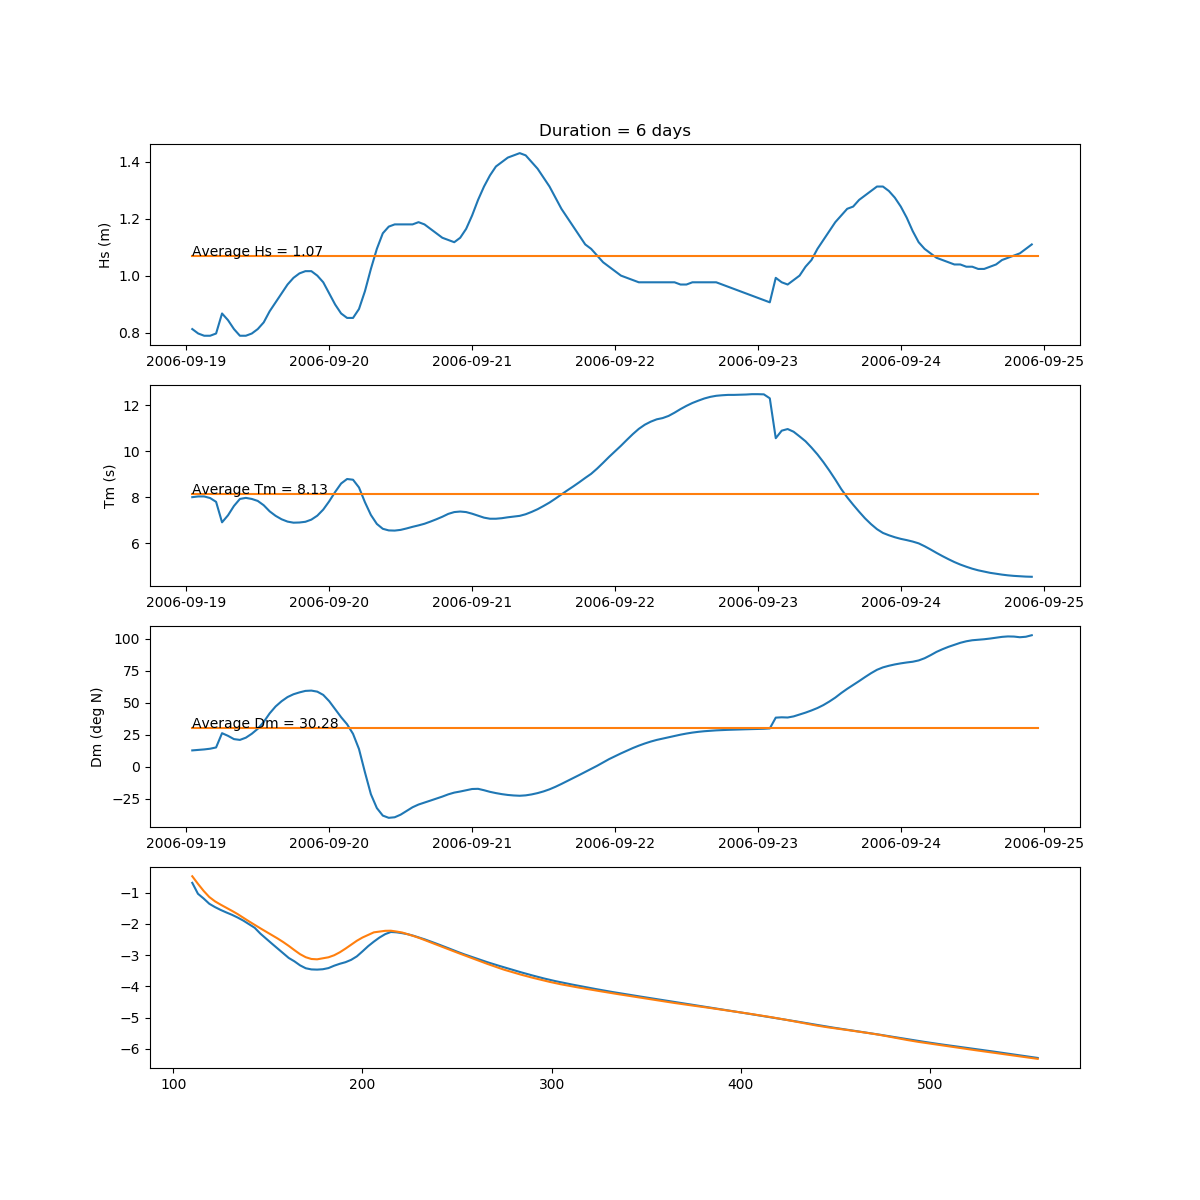 Duration = 6 days
Hs (m)
1.4
1.2
1.0
0.8
Average Hs = 1.07
2006-09-19 2006-09-20 2006-09-21 2006-09-22 2006-09-23 2006-09-24 2006-09-25
Tm (s)
12
10
8
6
Average Tm = 8.13
2006-09-19 2006-09-20 2006-09-21 2006-09-22 2006-09-23 2006-09-24 2006-09-25
Dm (deg N)
100
75
50
25
0
−25
Average Dm = 30.28
2006-09-19 2006-09-20 2006-09-21 2006-09-22 2006-09-23 2006-09-24 2006-09-25
−1
−2
−3
−4
−5
−6
100 200 300 400 500